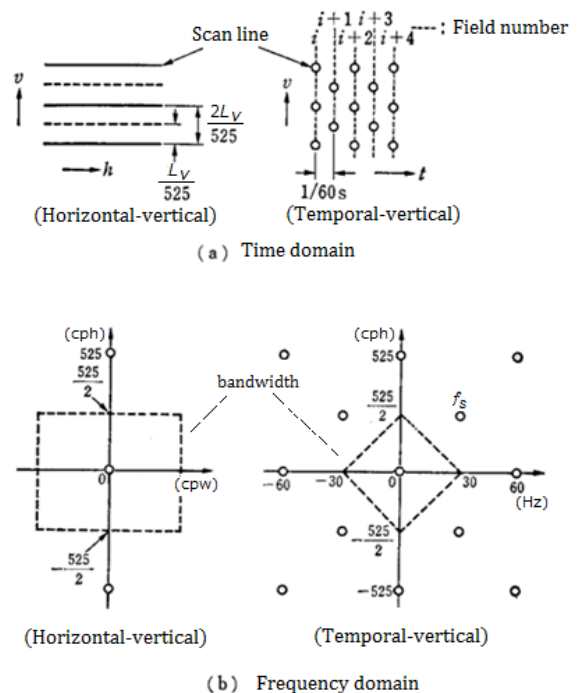 i+1 i+3
i i+2 i+4
Scan line
----: Field number
v
2L_V
525
h
L_V
525
v
1/60s
t
(Horizontal-vertical)
(Temporal-vertical)
(a) Time domain
(cph)
525
525
2
0
(cpw)
-525
2
(Horizontal-vertical)
bandwidth
(cph)
525
525
2
f_s
-60
-30
0
30
60
(Hz)
-525
2
-525
(Temporal-vertical)
(b) Frequency domain